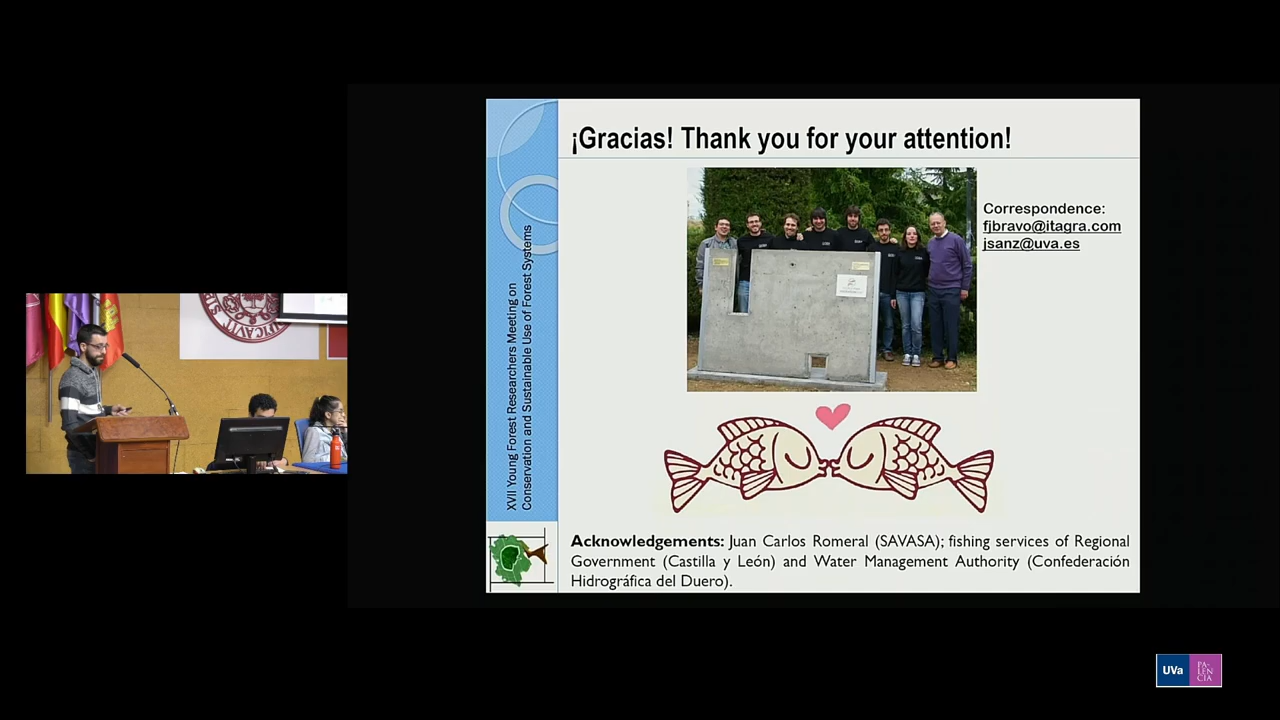 ¡Gracias! Thank you for your attention!
Correspondence:
fjbravo@itagra.com
jsanz@uva.es
XVII Young Forest Researchers Meeting on
Conservation and Sustainable Use of Forest Systems
Acknowledgements: Juan Carlos Romeral (SAVASA); fishing services of Regional
Government (Castilla y León) and Water Management Authority (Confederación
Hidrográfica del Duero).
UVa
PA-
LEN
CIA